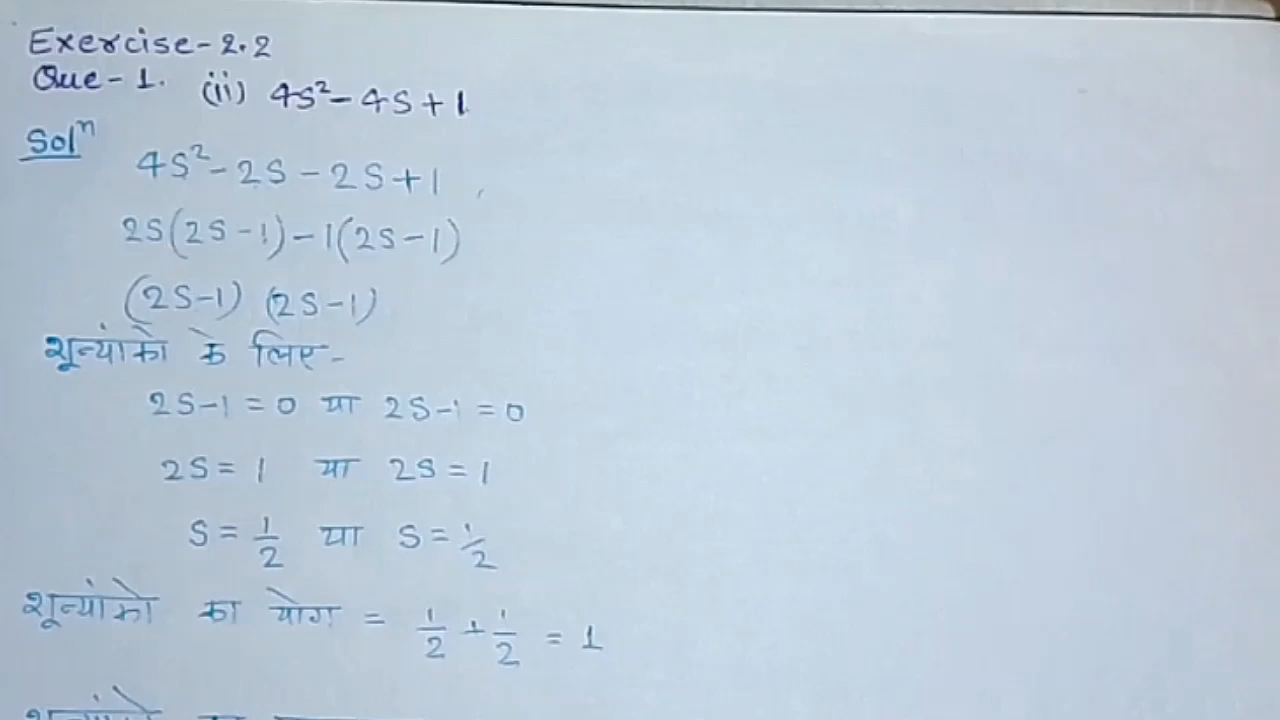 Exercise-2.2
Que-1. (ii) 4s²-4s+1
Solⁿ
4s²-2s-2s+1
2s(2s-1)-1(2s-1)
(2s-1) (2s-1)
शून्यांको के लिए-
2s-1=0 या 2s-1=0
2s=1 या 2s=1
s=1/2 या s=1/2
शून्यांको का योग = 1/2+1/2 = 1
शून्यांको